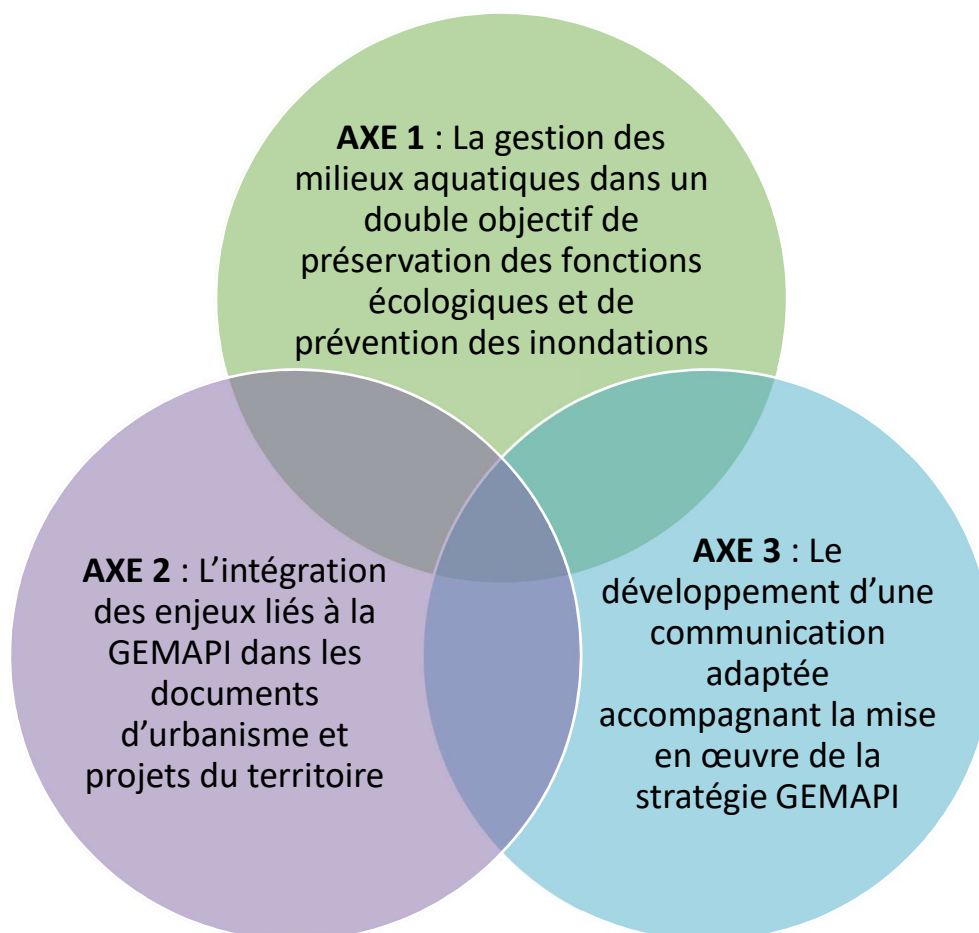 AXE 1 : La gestion des
milieux aquatiques dans un
double objectif de
préservation des fonctions
écologiques et de
prévention des inondations
AXE 2 : L’intégration
des enjeux liés à la
GEMAPI dans les
documents
d’urbanisme et
projets du territoire
AXE 3 : Le
développement d’une
communication
adaptée
accompagnant la mise
en œuvre de la
stratégie GEMAPI